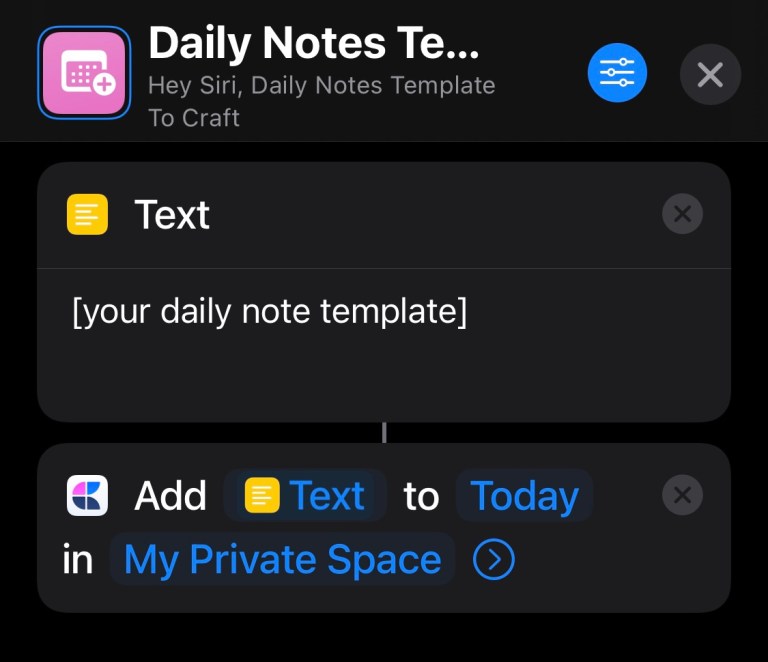 Daily Notes Te...
Hey Siri, Daily Notes Template
To Craft
Text
[your daily note template]
Add Text to Today
in My Private Space